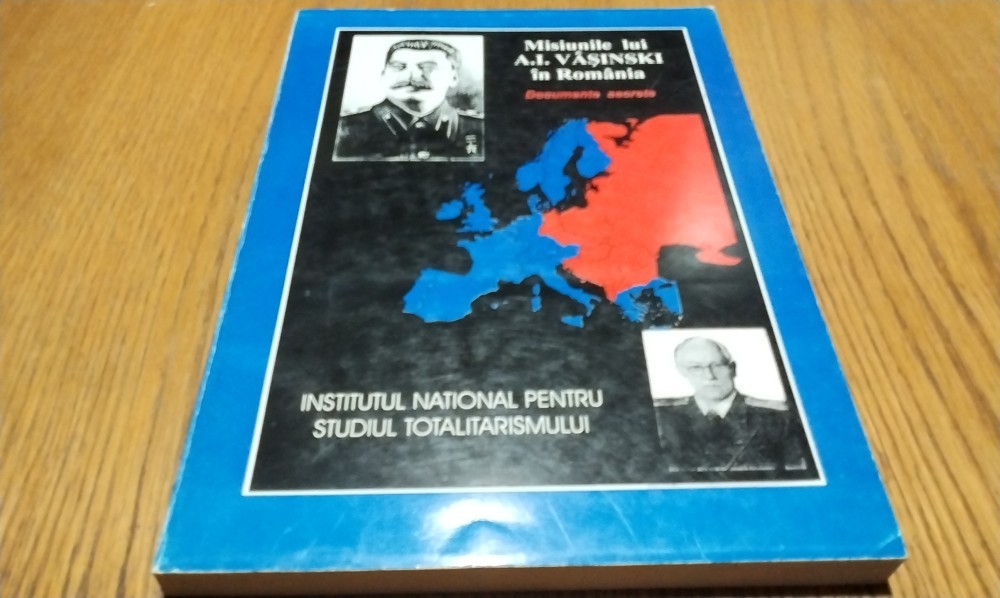 Misiunile lui
A.I. VÂŞINSKI
în România
Documente secrete
INSTITUTUL NATIONAL PENTRU
STUDIUL TOTALITARISMULUI